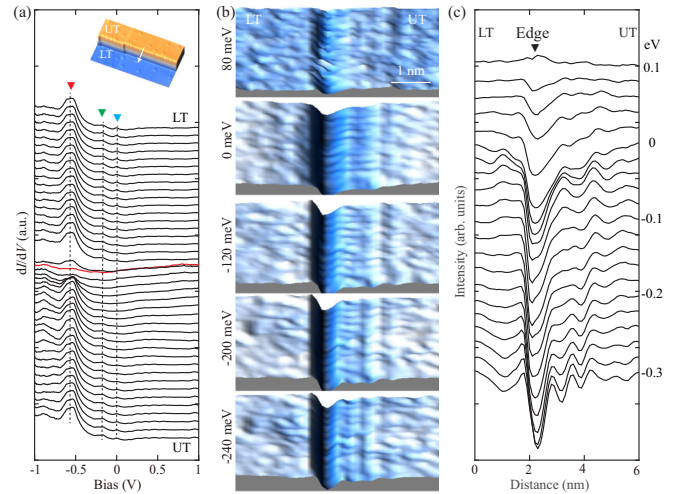 (a)
UT
LT
LT
UT
dI/dV (a.u.)
-1
-0.5
0
0.5
1
Bias (V)
(b)
LT
UT
1 nm
80 meV
0 meV
-120 meV
-200 meV
-240 meV
(c)
LT
Edge
UT
eV
0.1
0
-0.1
-0.2
-0.3
Intensity (arb. units)
0
2
4
6
Distance (nm)